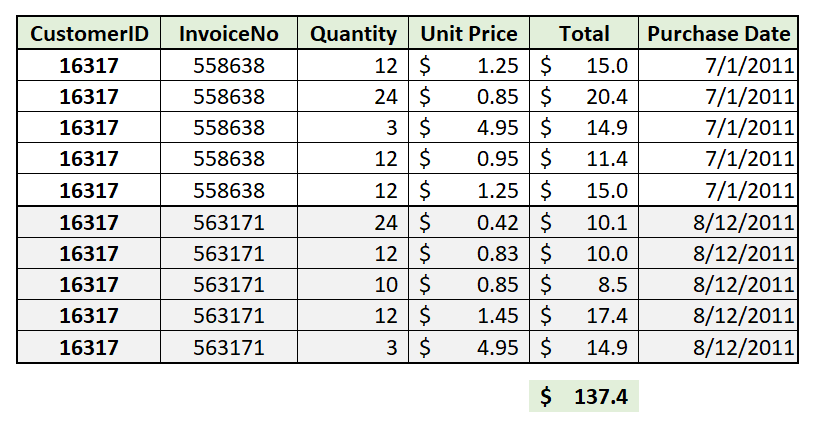 CustomerID InvoiceNo Quantity Unit Price Total Purchase Date
16317 558638 12 $ 1.25 $ 15.0 7/1/2011
16317 558638 24 $ 0.85 $ 20.4 7/1/2011
16317 558638 3 $ 4.95 $ 14.9 7/1/2011
16317 558638 12 $ 0.95 $ 11.4 7/1/2011
16317 558638 12 $ 1.25 $ 15.0 7/1/2011
16317 563171 24 $ 0.42 $ 10.1 8/12/2011
16317 563171 12 $ 0.83 $ 10.0 8/12/2011
16317 563171 10 $ 0.85 $ 8.5 8/12/2011
16317 563171 12 $ 1.45 $ 17.4 8/12/2011
16317 563171 3 $ 4.95 $ 14.9 8/12/2011
$ 137.4